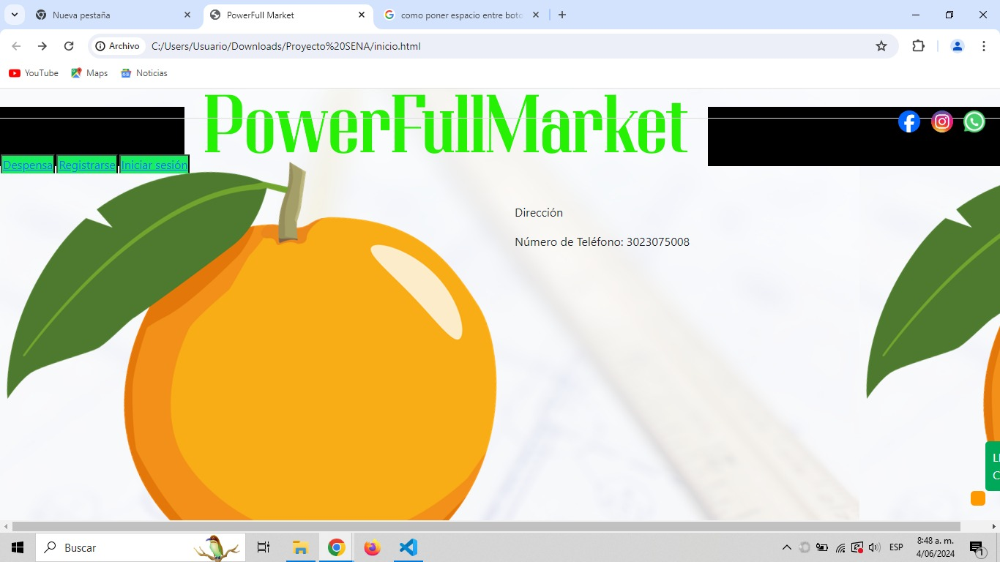 Nueva pestaña
PowerFull Market
como poner espacio entre boto
Archivo
C:/Users/Usuario/Downloads/Proyecto%20SENA/inicio.html
YouTube
Maps
Noticias
PowerFullMarket
Despensa
Registrarse
Iniciar sesión
Dirección
Número de Teléfono: 3023075008
Buscar
ESP
8:48 a. m.
4/06/2024
1